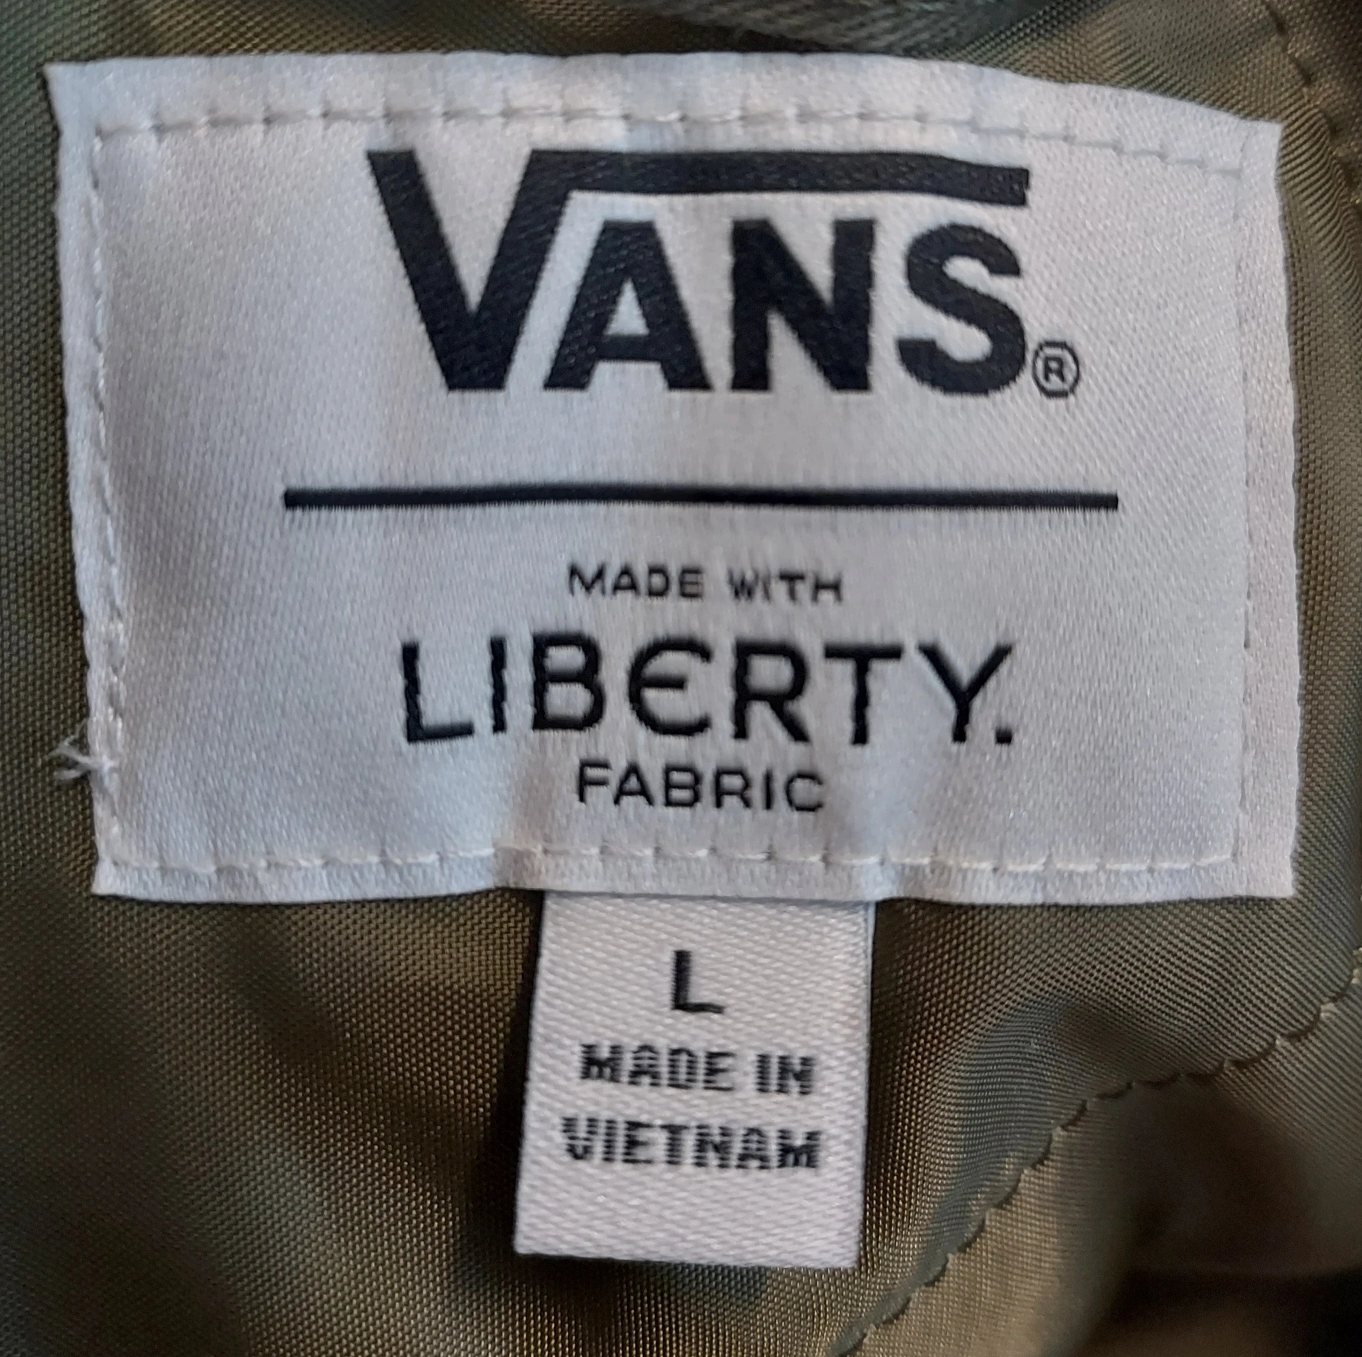 VANS®
MADE WITH
LIBERTY.
FABRIC
L
MADE IN
VIETNAM